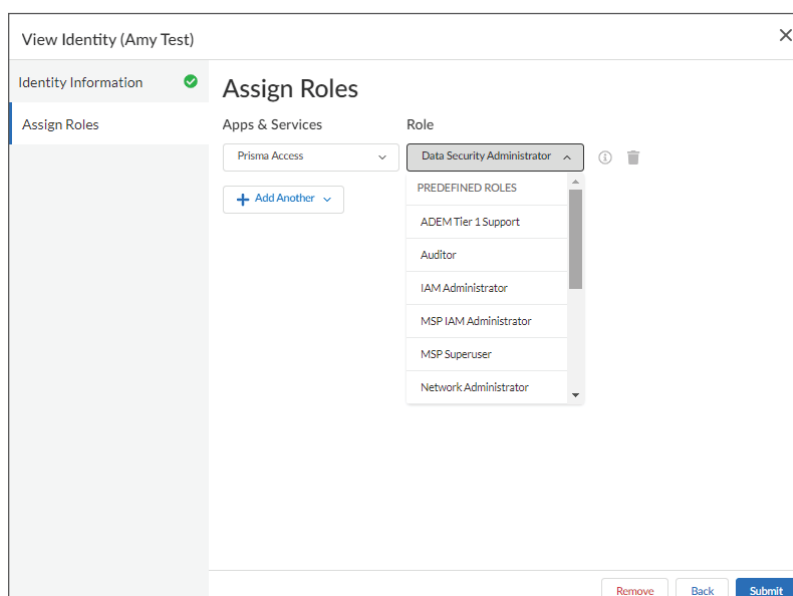 View Identity (Amy Test)
Identity Information
Assign Roles
Assign Roles
Apps & Services
Role
Prisma Access
Data Security Administrator
Add Another
PREDEFINED ROLES
ADEM Tier 1 Support
Auditor
IAM Administrator
MSP IAM Administrator
MSP Superuser
Network Administrator
Remove
Back
Submit